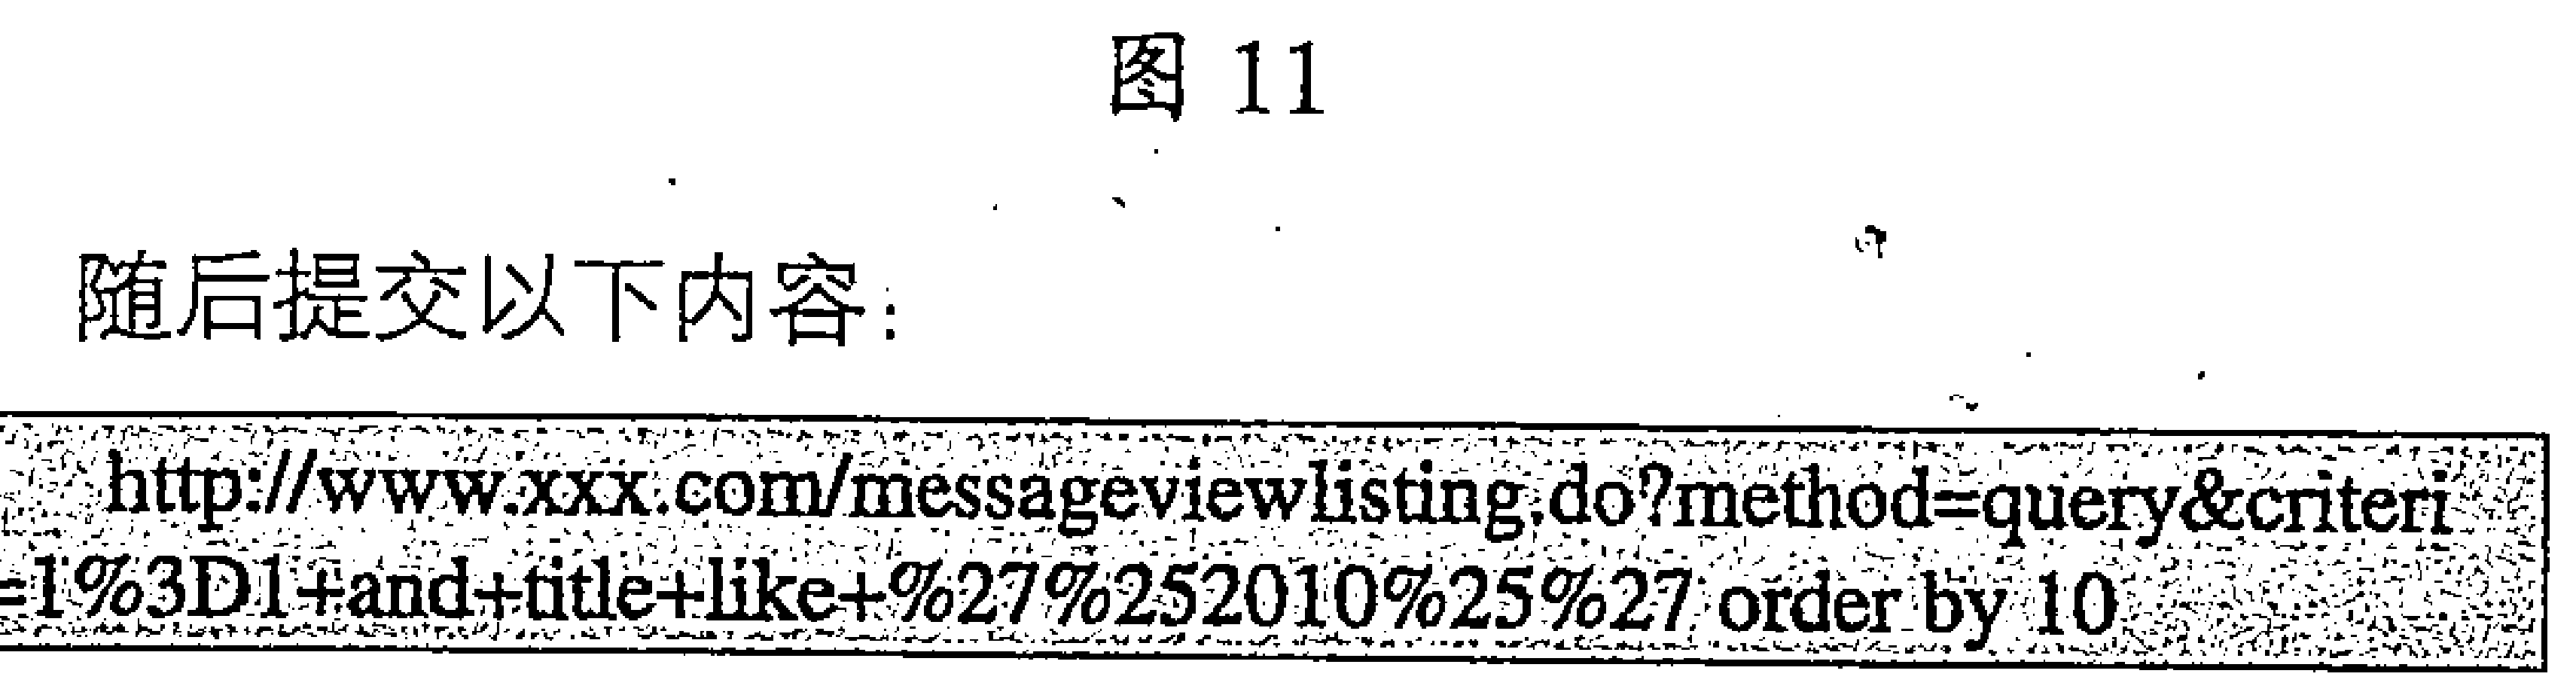 图 11
随后提交以下内容:
http://www.xxx.com/messageviewlisting.do?method=query&criteri
=1%3D1+and+title+like+%27%252010%25%27 order by 10